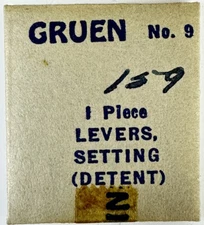 GRUEN No. 9
159
1 Piece
LEVERS,
SETTING
(DETENT)